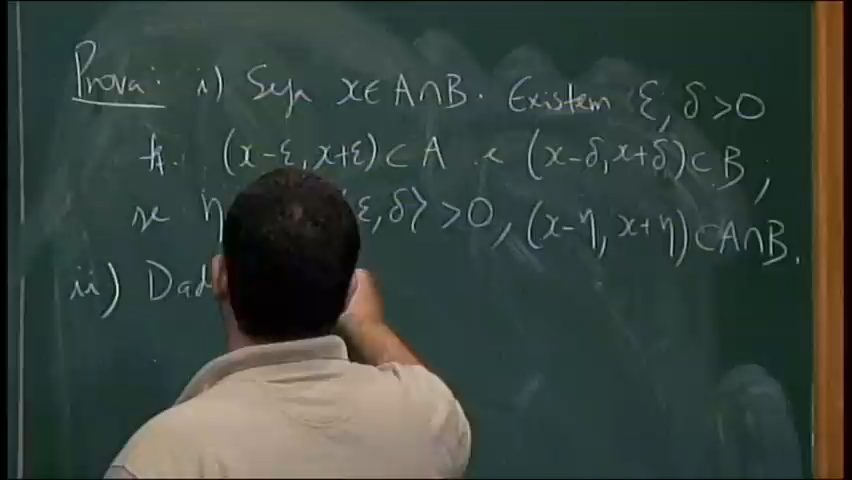 Prova: i) Seja x ∈ A ∩ B. Existem ε, δ > 0
t.q. (x-ε, x+ε) ⊂ A e (x-δ, x+δ) ⊂ B,
se η ε, δ} > 0, (x-η, x+η) ⊂ A ∩ B.
ii) Dad